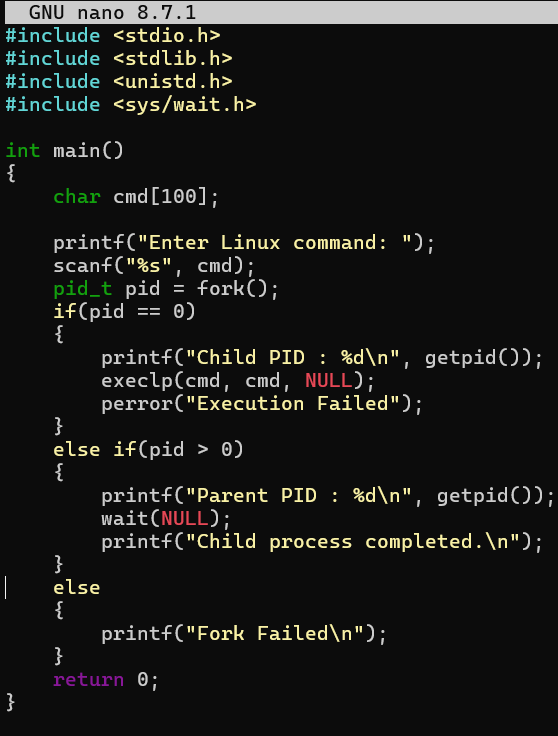 GNU nano 8.7.1
#include <stdio.h>
#include <stdlib.h>
#include <unistd.h>
#include <sys/wait.h>

int main()
{
    char cmd[100];

    printf("Enter Linux command: ");
    scanf("%s", cmd);
    pid_t pid = fork();
    if(pid == 0)
    {
        printf("Child PID : %d\n", getpid());
        execlp(cmd, cmd, NULL);
        perror("Execution Failed");
    }
    else if(pid > 0)
    {
        printf("Parent PID : %d\n", getpid());
        wait(NULL);
        printf("Child process completed.\n");
    }
    else
    {
        printf("Fork Failed\n");
    }
    return 0;
}